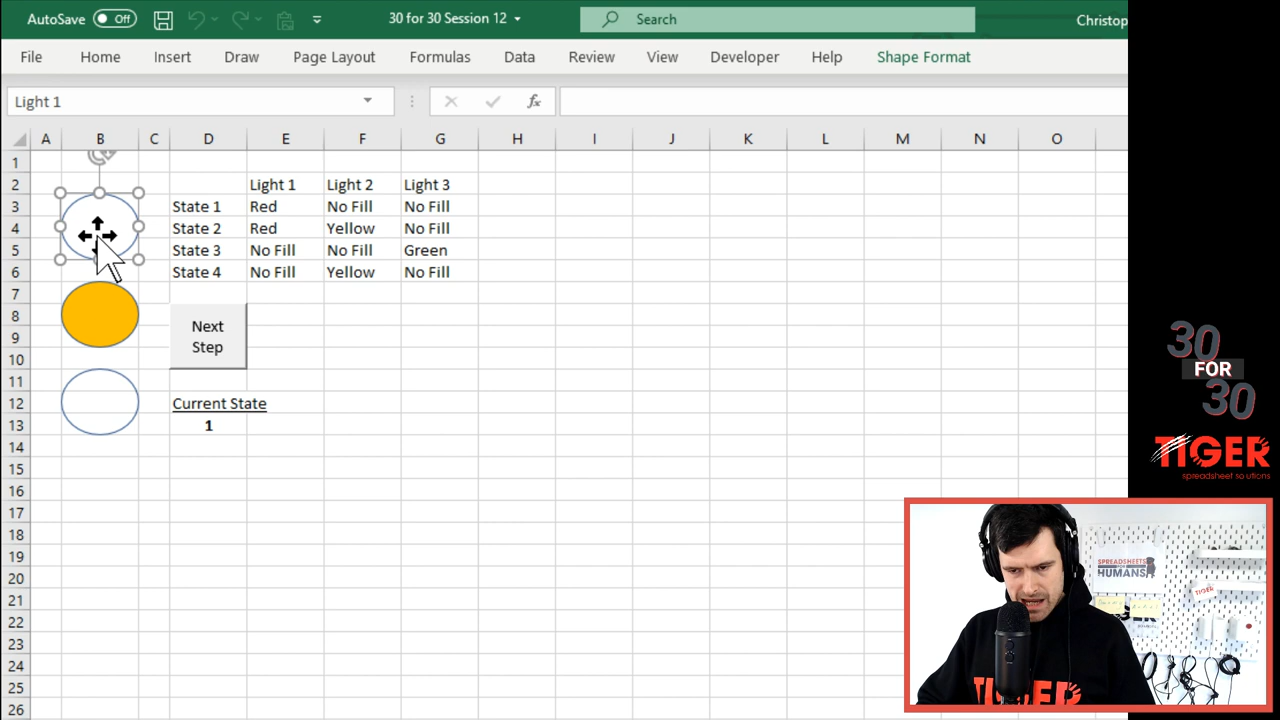 AutoSave Off 30 for 30 Session 12 Search Christop
File Home Insert Draw Page Layout Formulas Data Review View Developer Help Shape Format
Light 1 fx
A B C D E F G H I J K L M N O
1
2 Light 1 Light 2 Light 3
3 State 1 Red No Fill No Fill
4 State 2 Red Yellow No Fill
5 State 3 No Fill No Fill Green
6 State 4 No Fill Yellow No Fill
7
8 Next
9 Step
10
11
12 Current State
13 1
14
15
16
17
18
19
20
21
22
23
24
25
26
30
FOR
30
TIGER
spreadsheet solutions
SPREADSHEETS
HUMANS
TIGER
TIGER